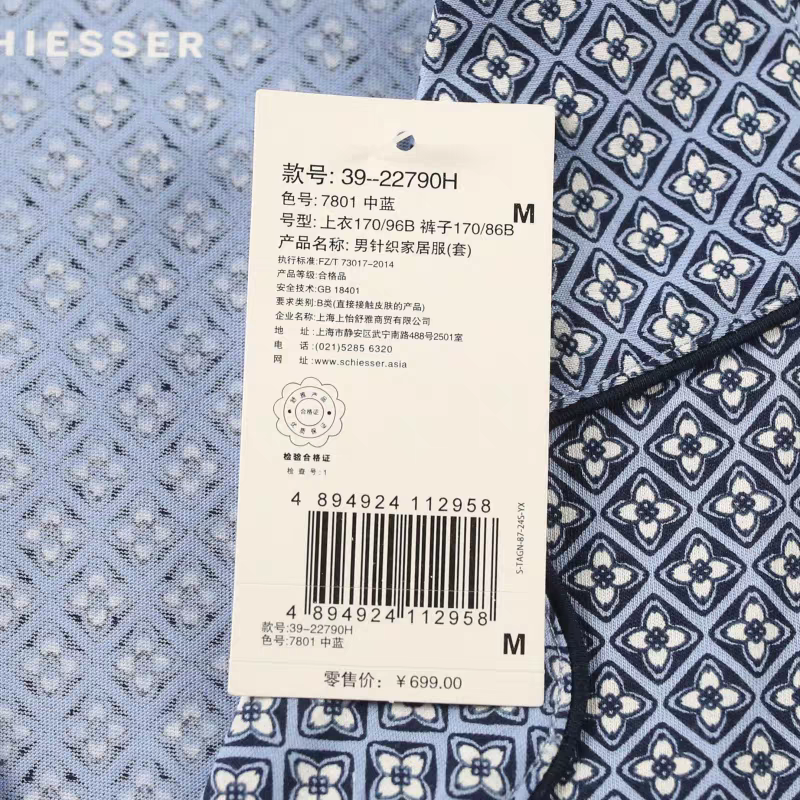 HIESSER
款号: 39--22790H
色号: 7801 中蓝
M
号型: 上衣170/96B 裤子170/86B
产品名称: 男针织家居服(套)
执行标准:FZ/T 73017-2014
产品等级:合格品
安全技术:GB 18401
要求类别:B类(直接接触皮肤的产品)
企业名称:上海上怡舒雅商贸有限公司
地 址:上海市静安区武宁南路488号2501室
电 话:(021)5285 6320
网 址:www.schiesser.asia
合格证
检验合格证
检查号:1
4 894924 112958
S-TAGN-87-245-YX
4 894924 112958
款号:39-22790H
色号:7801 中蓝
M
零售价: ￥699.00